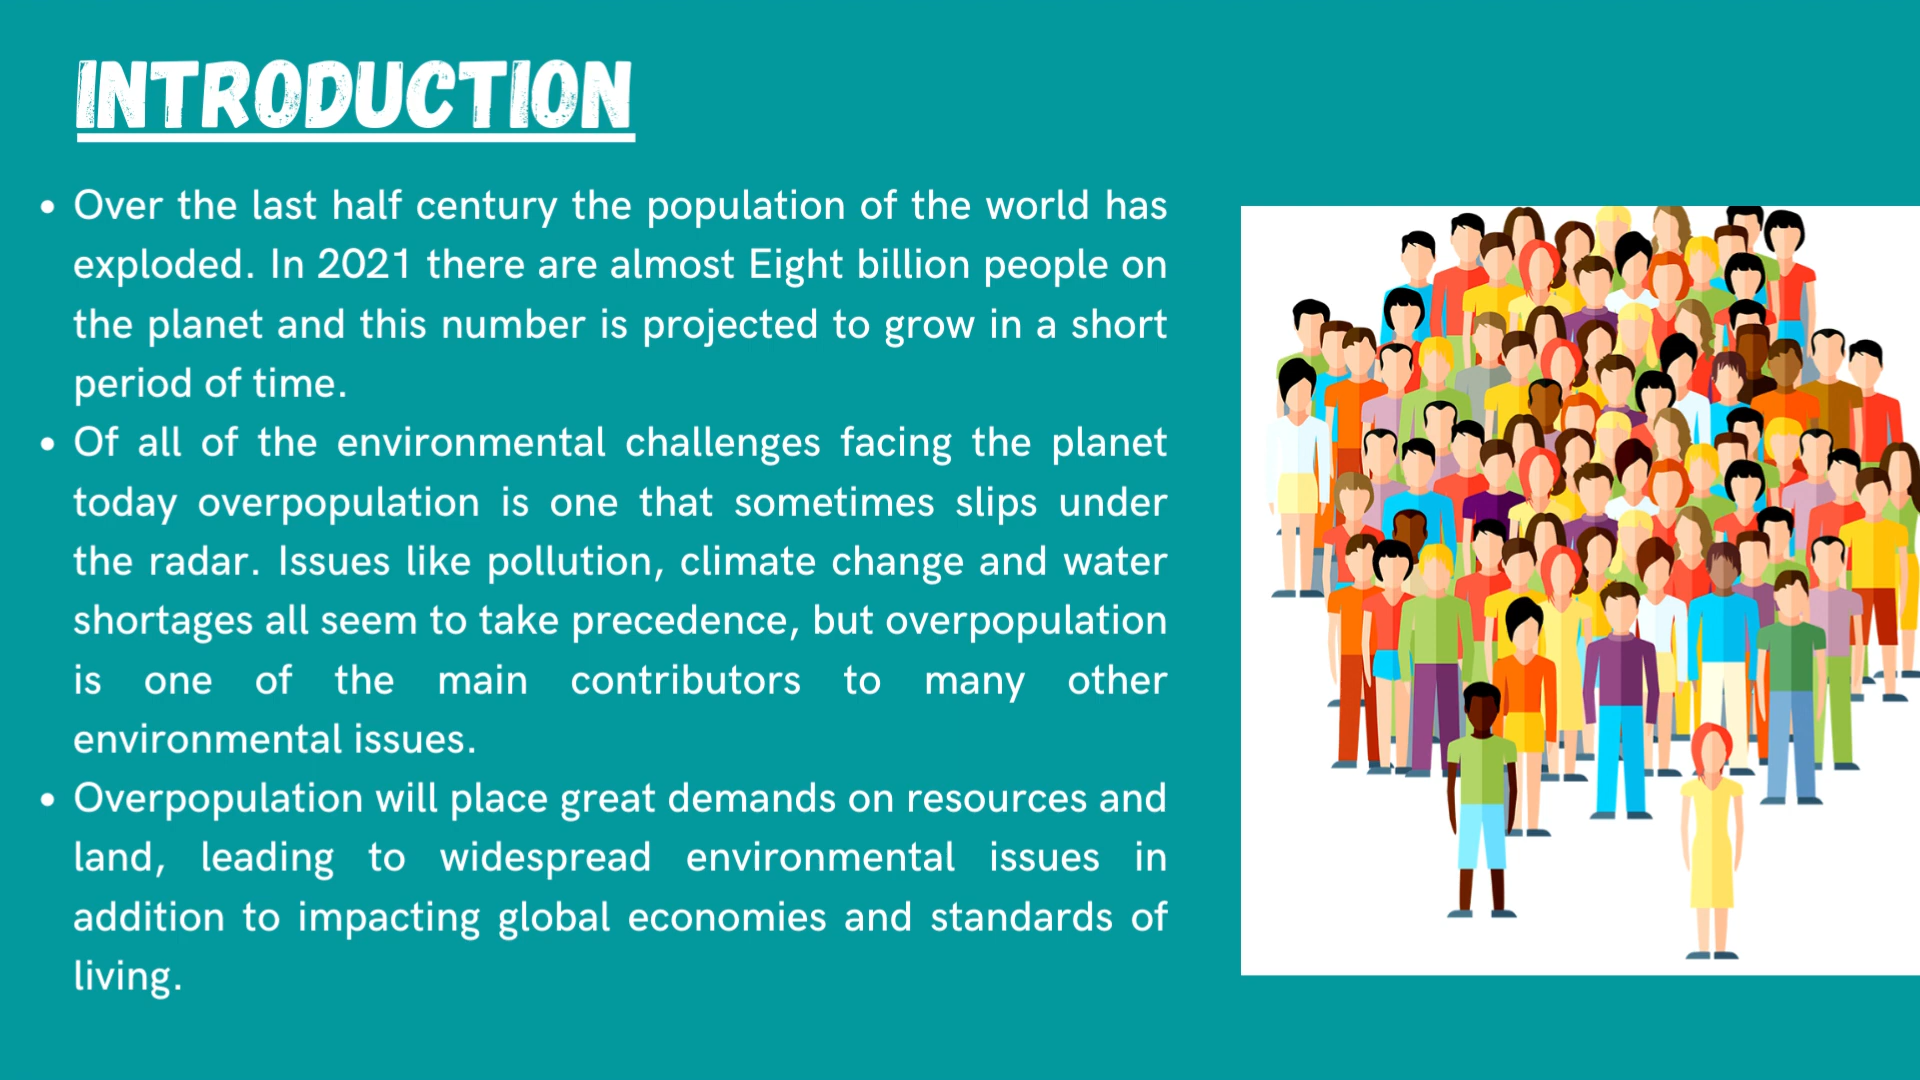 INTRODUCTION
• Over the last half century the population of the world has
exploded. In 2021 there are almost Eight billion people on
the planet and this number is projected to grow in a short
period of time.
• Of all of the environmental challenges facing the planet
today overpopulation is one that sometimes slips under
the radar. Issues like pollution, climate change and water
shortages all seem to take precedence, but overpopulation
is one of the main contributors to many other
environmental issues.
• Overpopulation will place great demands on resources and
land, leading to widespread environmental issues in
addition to impacting global economies and standards of
living.